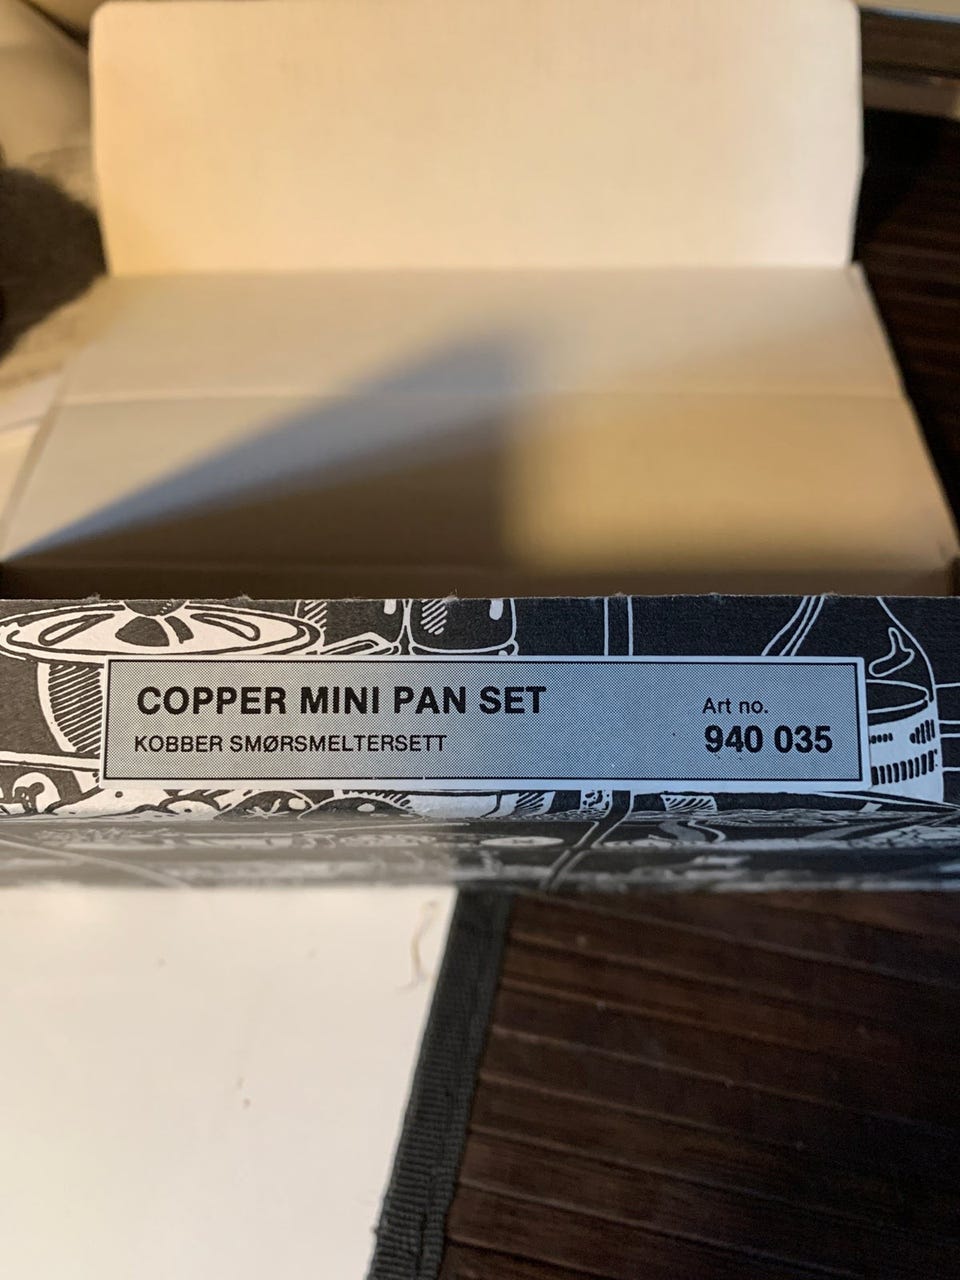 COPPER MINI PAN SET
KOBBER SMØRSMELTERSETT
Art no.
940 035